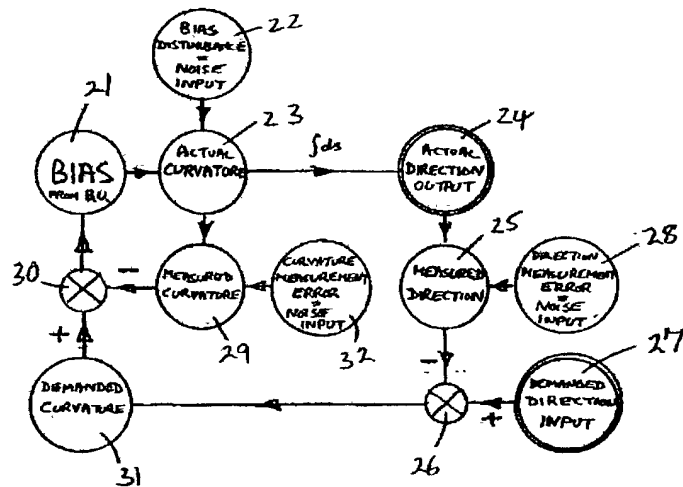 22
BIAS
DISTURBANCE
=
NOISE
INPUT
21
23
24
BIAS
FROM B.U.
ACTUAL
CURVATURE
∫ds
ACTUAL
DIRECTION
OUTPUT
25
28
30
−
MEASURED
CURVATURE
CURVATURE
MEASUREMENT
ERROR
=
NOISE
INPUT
MEASURED
DIRECTION
DIRECTION
MEASUREMENT
ERROR
=
NOISE
INPUT
29
32
27
+
−
DEMANDED
CURVATURE
+
DEMANDED
DIRECTION
INPUT
31
26